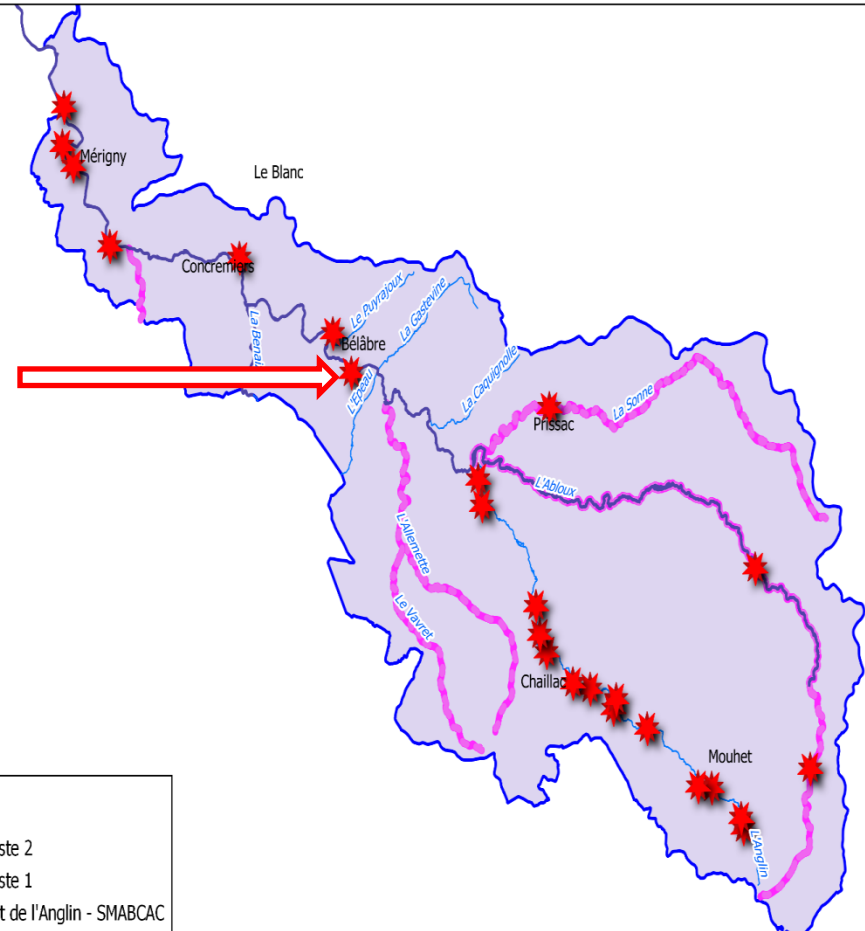 Mérigny
Le Blanc
Concremiers
Le Puyrajoux
La Gastevine
La Benai
Bélâbre
L'Epeau
La Caquignolle
La Sonne
Prissac
L'Abloux
L'Allemette
Le Vavret
Chaillac
Mouhet
L'Anglin
ste 2
ste 1
t de l'Anglin - SMABCAC